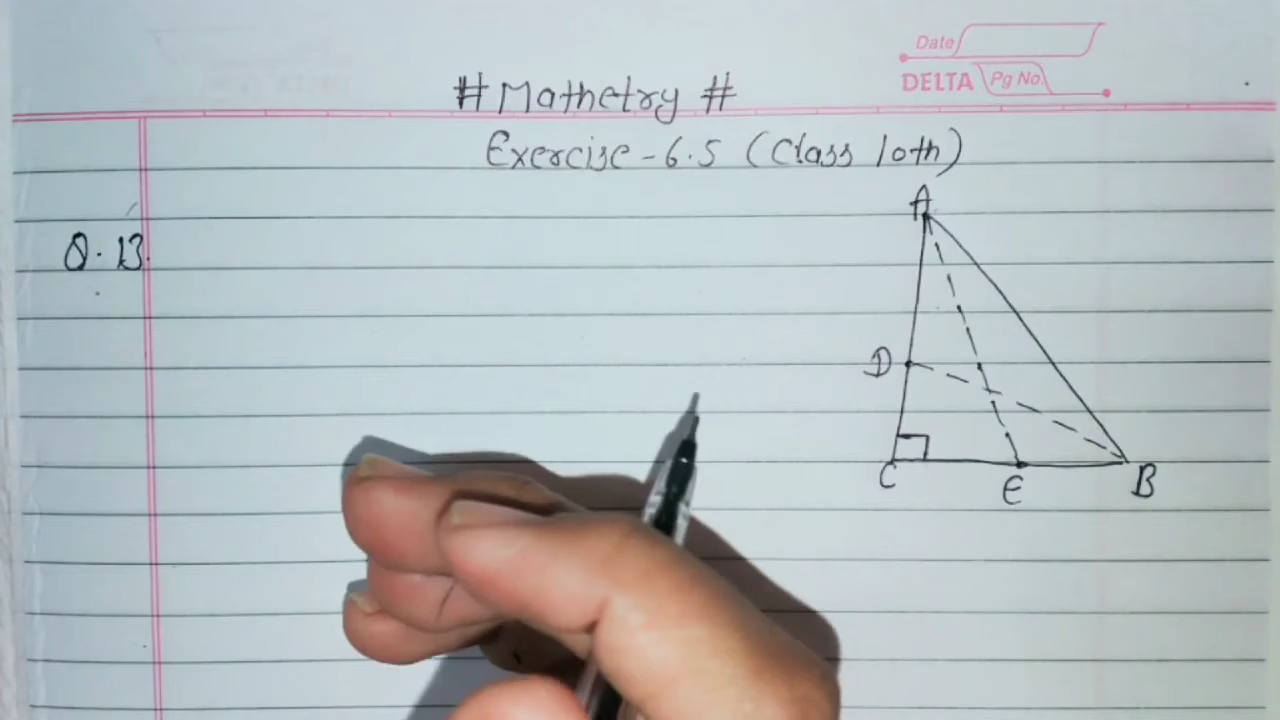 Date
DELTA Pg No.
# Mathetry #
Exercise - 6.5 (Class 10th)
A
Q. 13
D
C
E
B